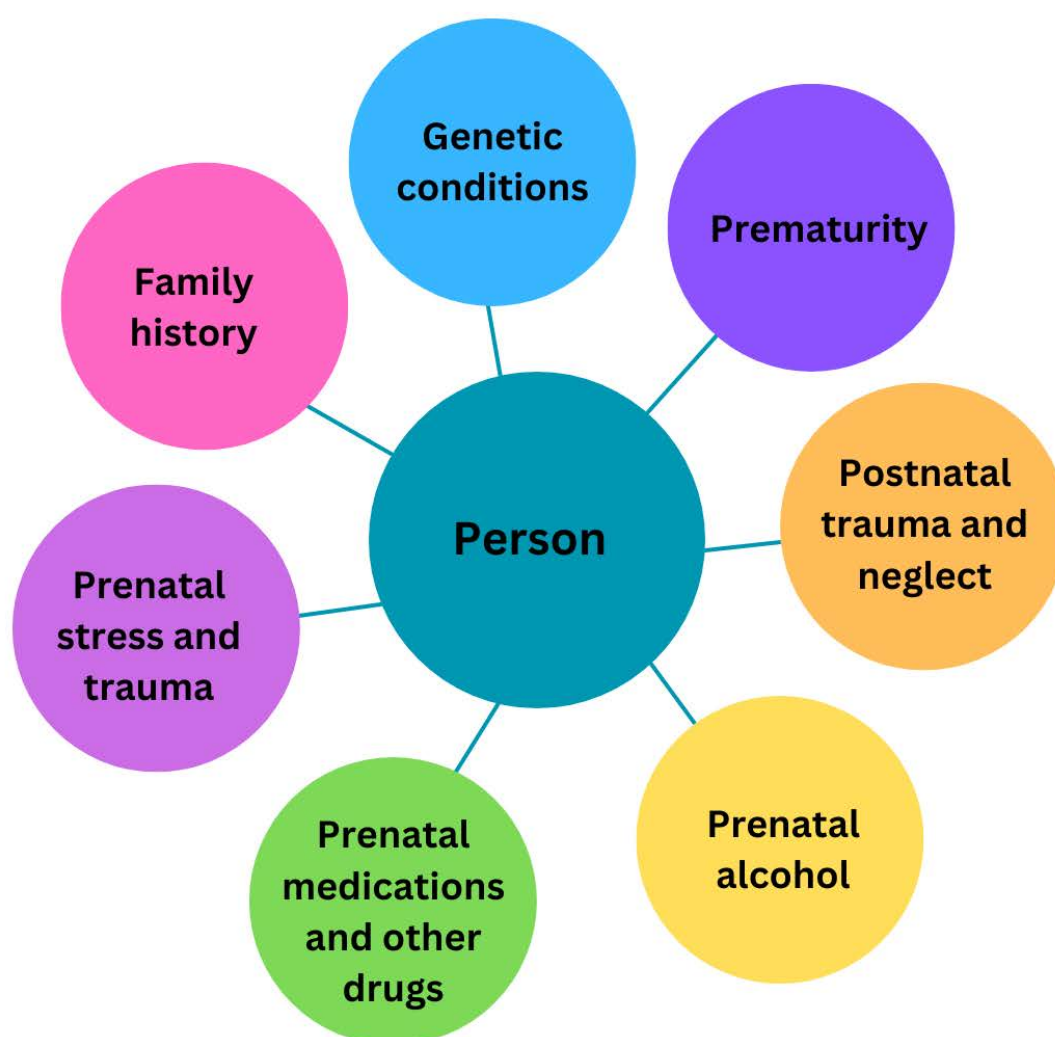 Genetic
conditions
Prematurity
Family
history
Postnatal
trauma and
neglect
Person
Prenatal
stress and
trauma
Prenatal
alcohol
Prenatal
medications
and other
drugs